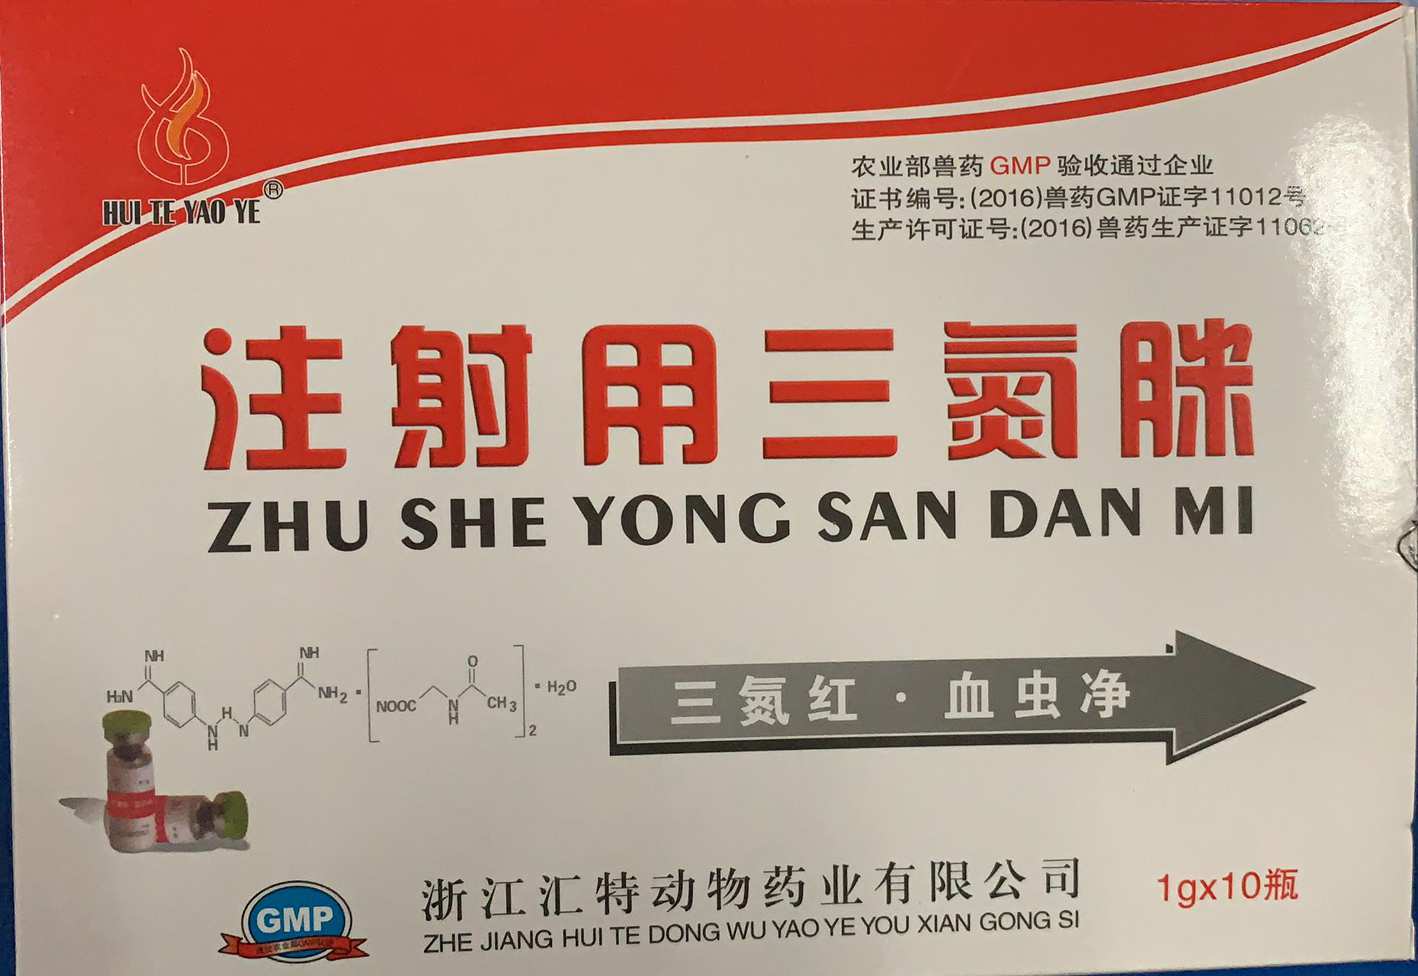 HUI TE YAO YE®
农业部兽药GMP验收通过企业
证书编号:(2016)兽药GMP证字11012号
生产许可证号:(2016)兽药生产证字11062号
注射用三氮脒
ZHU SHE YONG SAN DAN MI
NH
H₂N
N
H
H
N
NH
NH₂
NOOC
N
H
O
CH₃
2
H₂O
三氮红·血虫净
GMP
浙江汇特动物药业有限公司
ZHE JIANG HUI TE DONG WU YAO YE YOU XIAN GONG SI
1gx10瓶